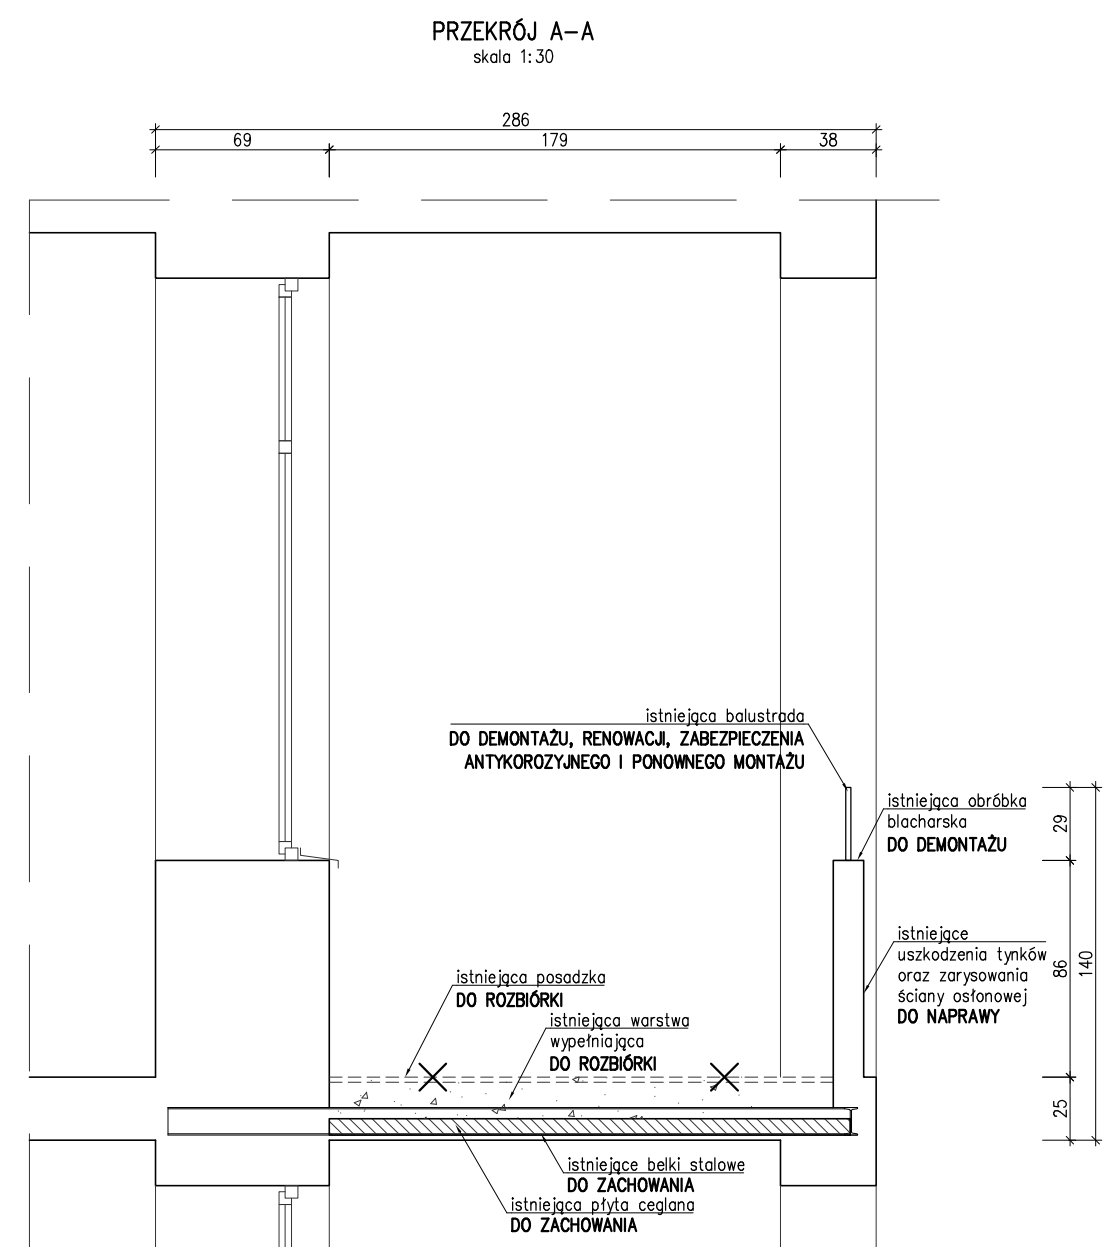 PRZEKRÓJ A-A
skala 1:30
286
69
179
38
istniejąca balustrada
DO DEMONTAŻU, RENOWACJI, ZABEZPIECZENIA
ANTYKOROZYJNEGO I PONOWNEGO MONTAŻU
istniejąca obróbka
blacharska
DO DEMONTAŻU
29
istniejące
uszkodzenia tynków
oraz zarysowania
ściany osłonowej
DO NAPRAWY
86
140
istniejąca posadzka
DO ROZBIÓRKI
istniejąca warstwa
wypełniająca
DO ROZBIÓRKI
25
istniejące belki stalowe
DO ZACHOWANIA
istniejąca płyta ceglana
DO ZACHOWANIA